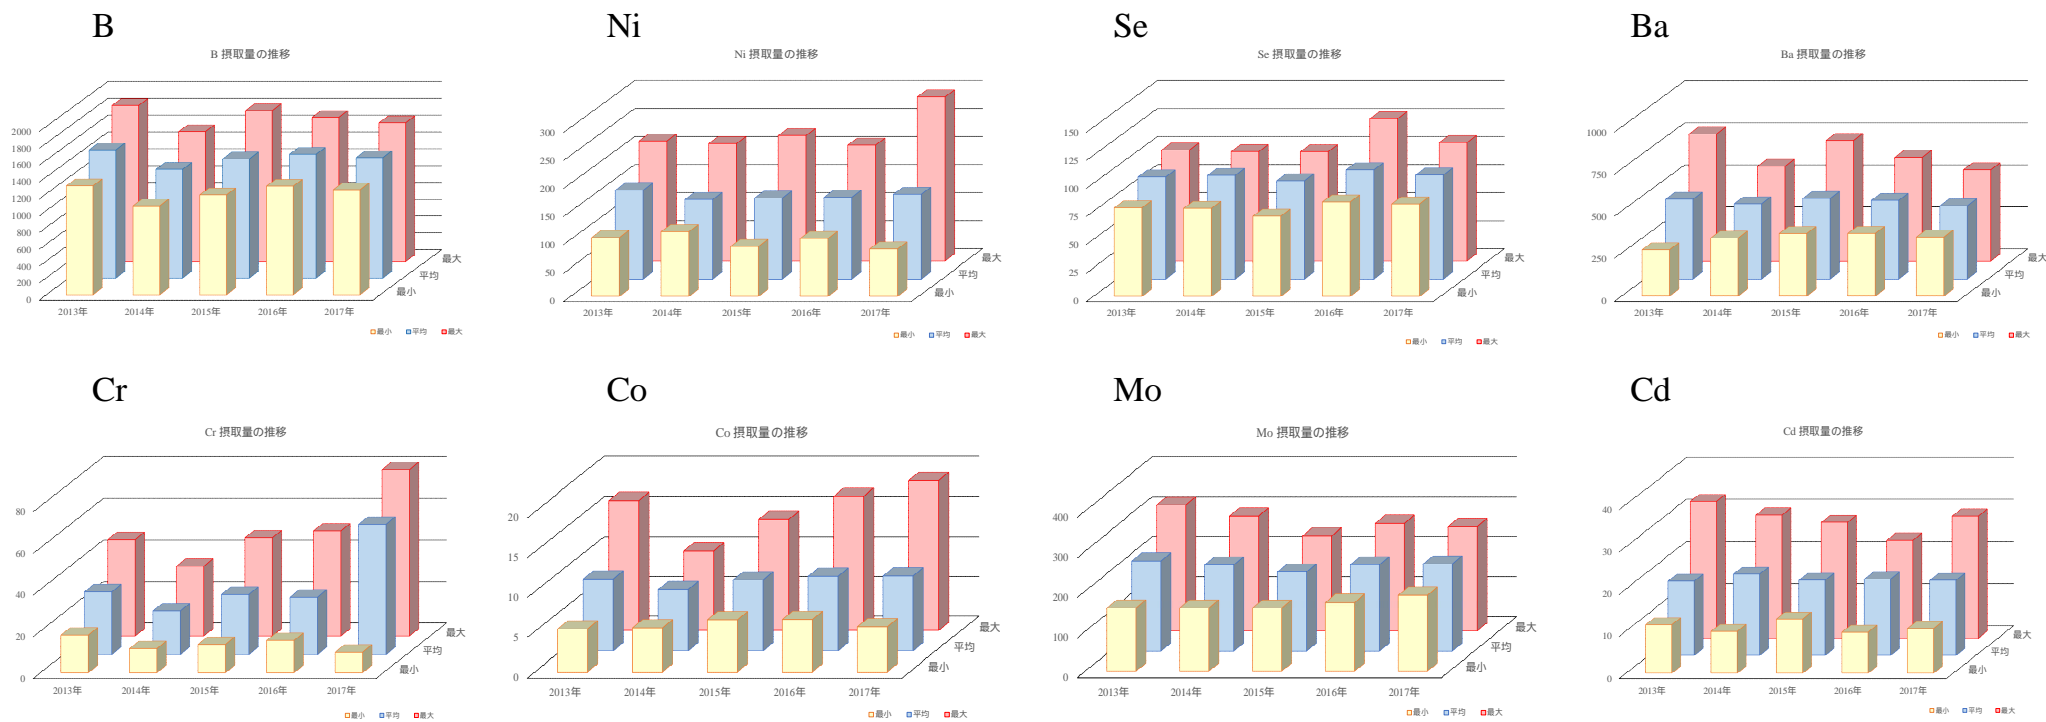 B
B 摂取量の推移
2000
1800
1600
1400
1200
1000
800
600
400
200
0
2013年 2014年 2015年 2016年 2017年
最小
平均
最大
最小 平均 最大
Ni
Ni 摂取量の推移
300
250
200
150
100
50
0
2013年 2014年 2015年 2016年 2017年
最小
平均
最大
最小 平均 最大
Se
Se 摂取量の推移
150
125
100
75
50
25
0
2013年 2014年 2015年 2016年 2017年
最小
平均
最大
最小 平均 最大
Ba
Ba 摂取量の推移
1000
750
500
250
0
2013年 2014年 2015年 2016年 2017年
最小
平均
最大
最小 平均 最大
Cr
Cr 摂取量の推移
80
60
40
20
0
2013年 2014年 2015年 2016年 2017年
最小
平均
最大
最小 平均 最大
Co
Co 摂取量の推移
20
15
10
5
0
2013年 2014年 2015年 2016年 2017年
最小
平均
最大
最小 平均 最大
Mo
Mo 摂取量の推移
400
300
200
100
0
2013年 2014年 2015年 2016年 2017年
最小
平均
最大
最小 平均 最大
Cd
Cd 摂取量の推移
40
30
20
10
0
2013年 2014年 2015年 2016年 2017年
最小
平均
最大
最小 平均 最大